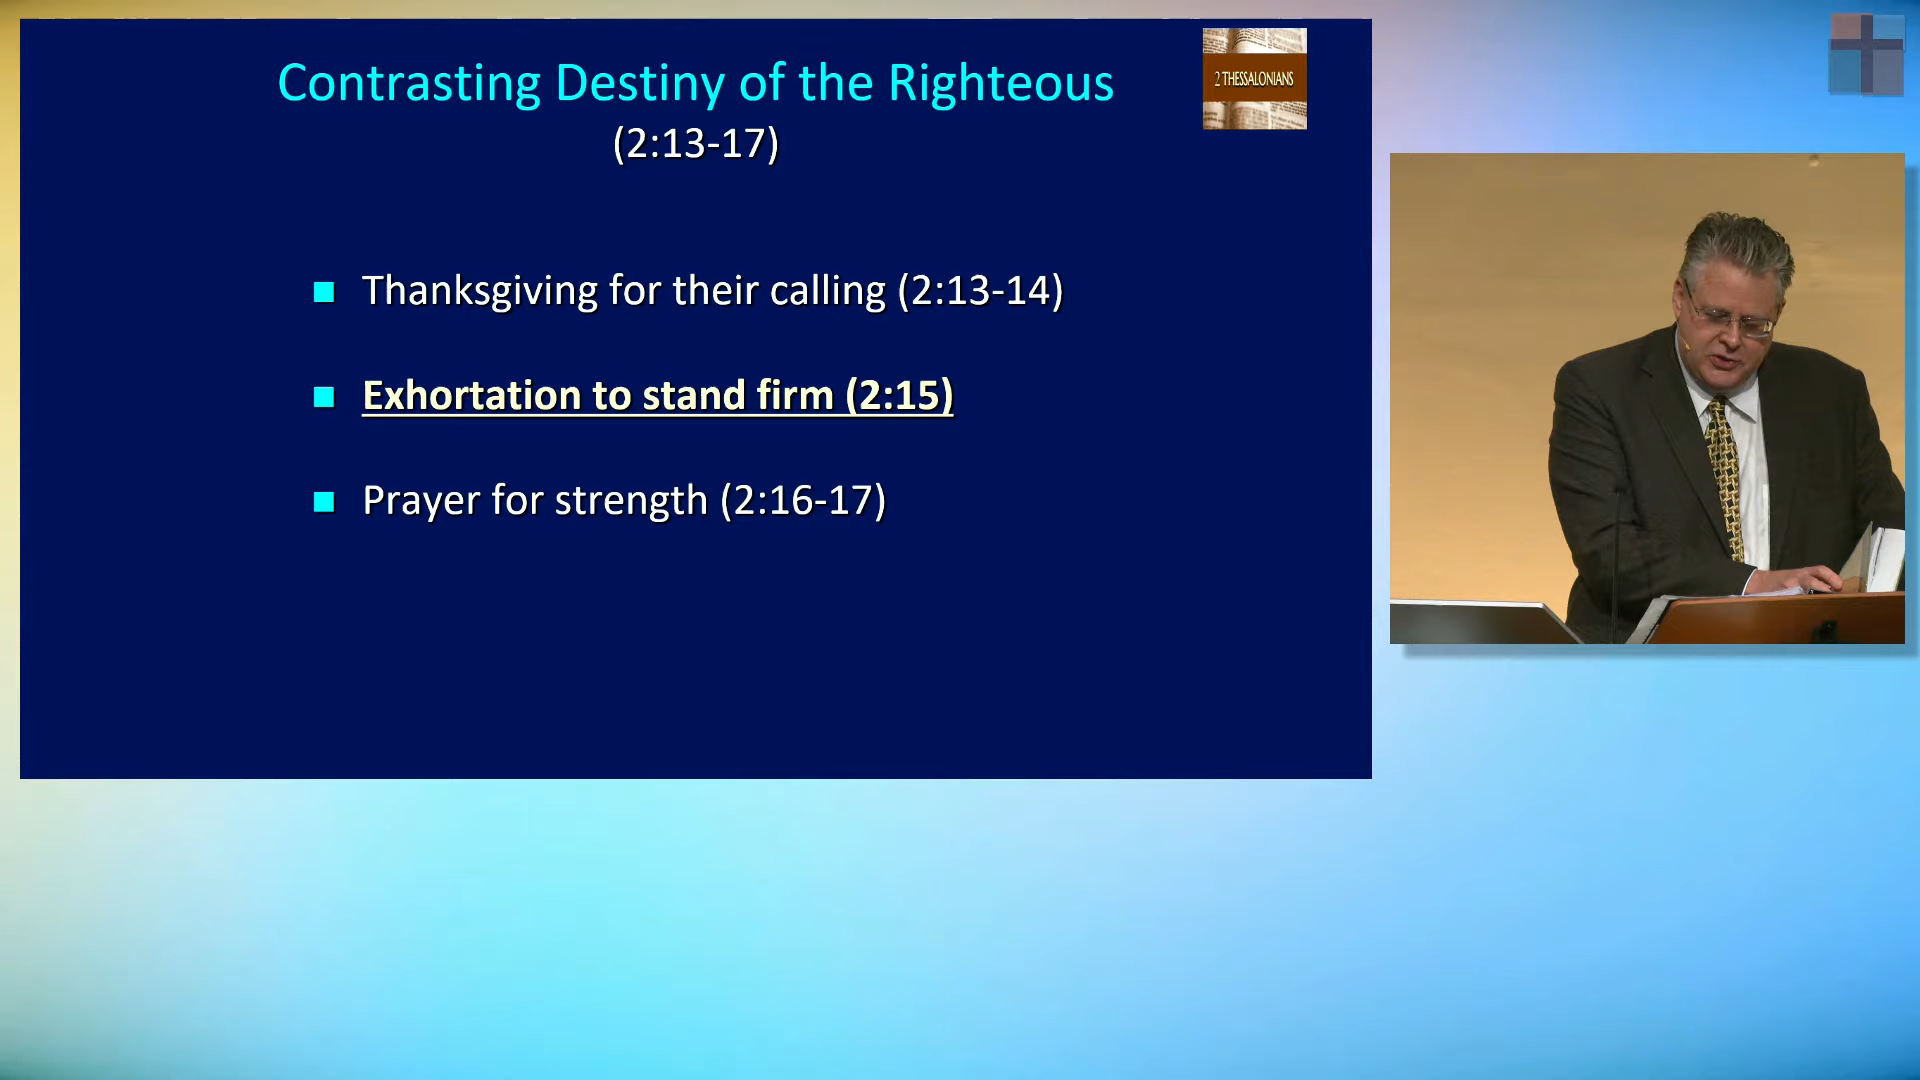 Contrasting Destiny of the Righteous
(2:13-17)
2 THESSALONIANS
■ Thanksgiving for their calling (2:13-14)
■ Exhortation to stand firm (2:15)
■ Prayer for strength (2:16-17)